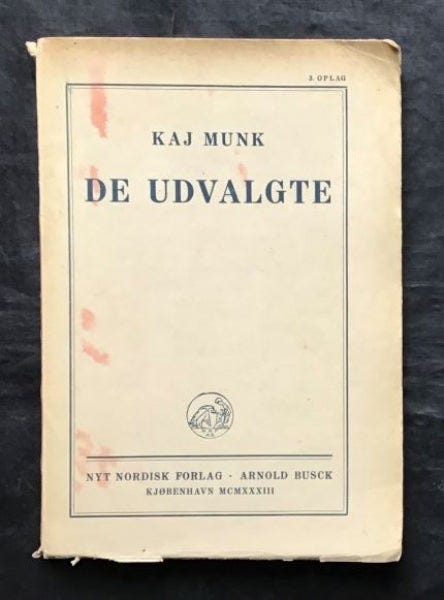 3. OPLAG
KAJ MUNK
DE UDVALGTE
NYT NORDISK FORLAG · ARNOLD BUSCK
KJØBENHAVN MCMXXXIII